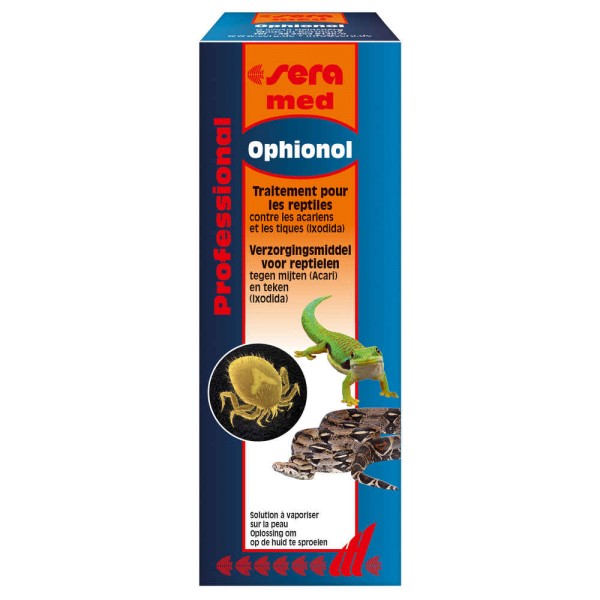 sera
med
Ophionol
Professional
Traitement pour
les reptiles
contre les acariens
et les tiques (Ixodida)
Verzorgingsmiddel
voor reptielen
tegen mijten (Acari)
en teken
(Ixodida)
Solution à vaporiser
sur la peau
Oplossing om
op de huid te sproeien